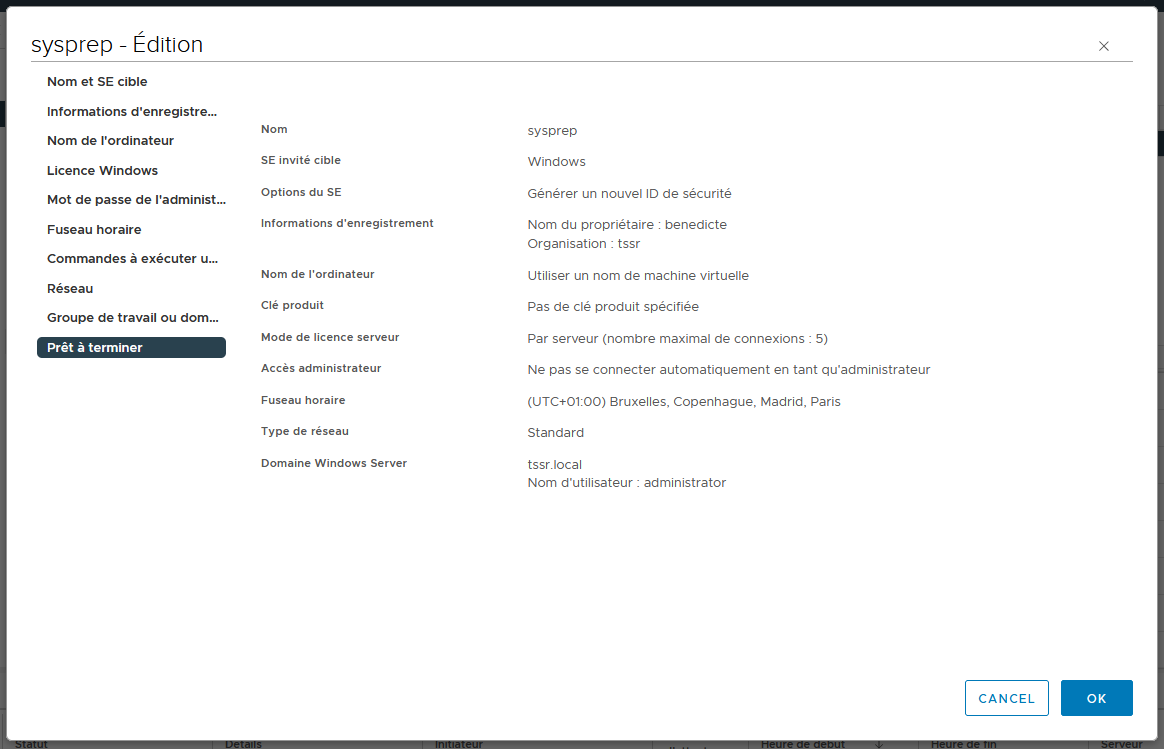 sysprep - Édition
Nom et SE cible
Informations d'enregistre...
Nom de l'ordinateur
Licence Windows
Mot de passe de l'administ...
Fuseau horaire
Commandes à exécuter u...
Réseau
Groupe de travail ou dom...
Prêt à terminer
Nom sysprep
SE invité cible Windows
Options du SE Générer un nouvel ID de sécurité
Informations d'enregistrement Nom du propriétaire : benedicte
Organisation : tssr
Nom de l'ordinateur Utiliser un nom de machine virtuelle
Clé produit Pas de clé produit spécifiée
Mode de licence serveur Par serveur (nombre maximal de connexions : 5)
Accès administrateur Ne pas se connecter automatiquement en tant qu'administrateur
Fuseau horaire (UTC+01:00) Bruxelles, Copenhague, Madrid, Paris
Type de réseau Standard
Domaine Windows Server tssr.local
Nom d'utilisateur : administrator
CANCEL OK
Statut Détails Initiateur Heure de début Heure de fin Serveur